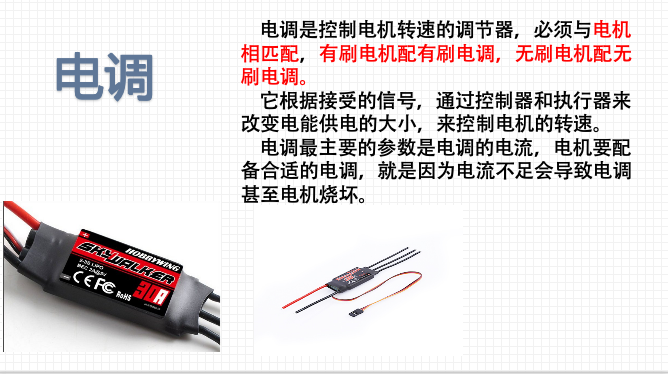 电调
电调是控制电机转速的调节器，必须与电机
相匹配，有刷电机配有刷电调，无刷电机配无
刷电调。
它根据接受的信号，通过控制器和执行器来
改变电能供电的大小，来控制电机的转速。
电调最主要的参数是电调的电流，电机要配
备合适的电调，就是因为电流不足会导致电调
甚至电机烧坏。
HOBBYWING
SKYWALKER
2-3S LIPO
CE FC RoHS
30A